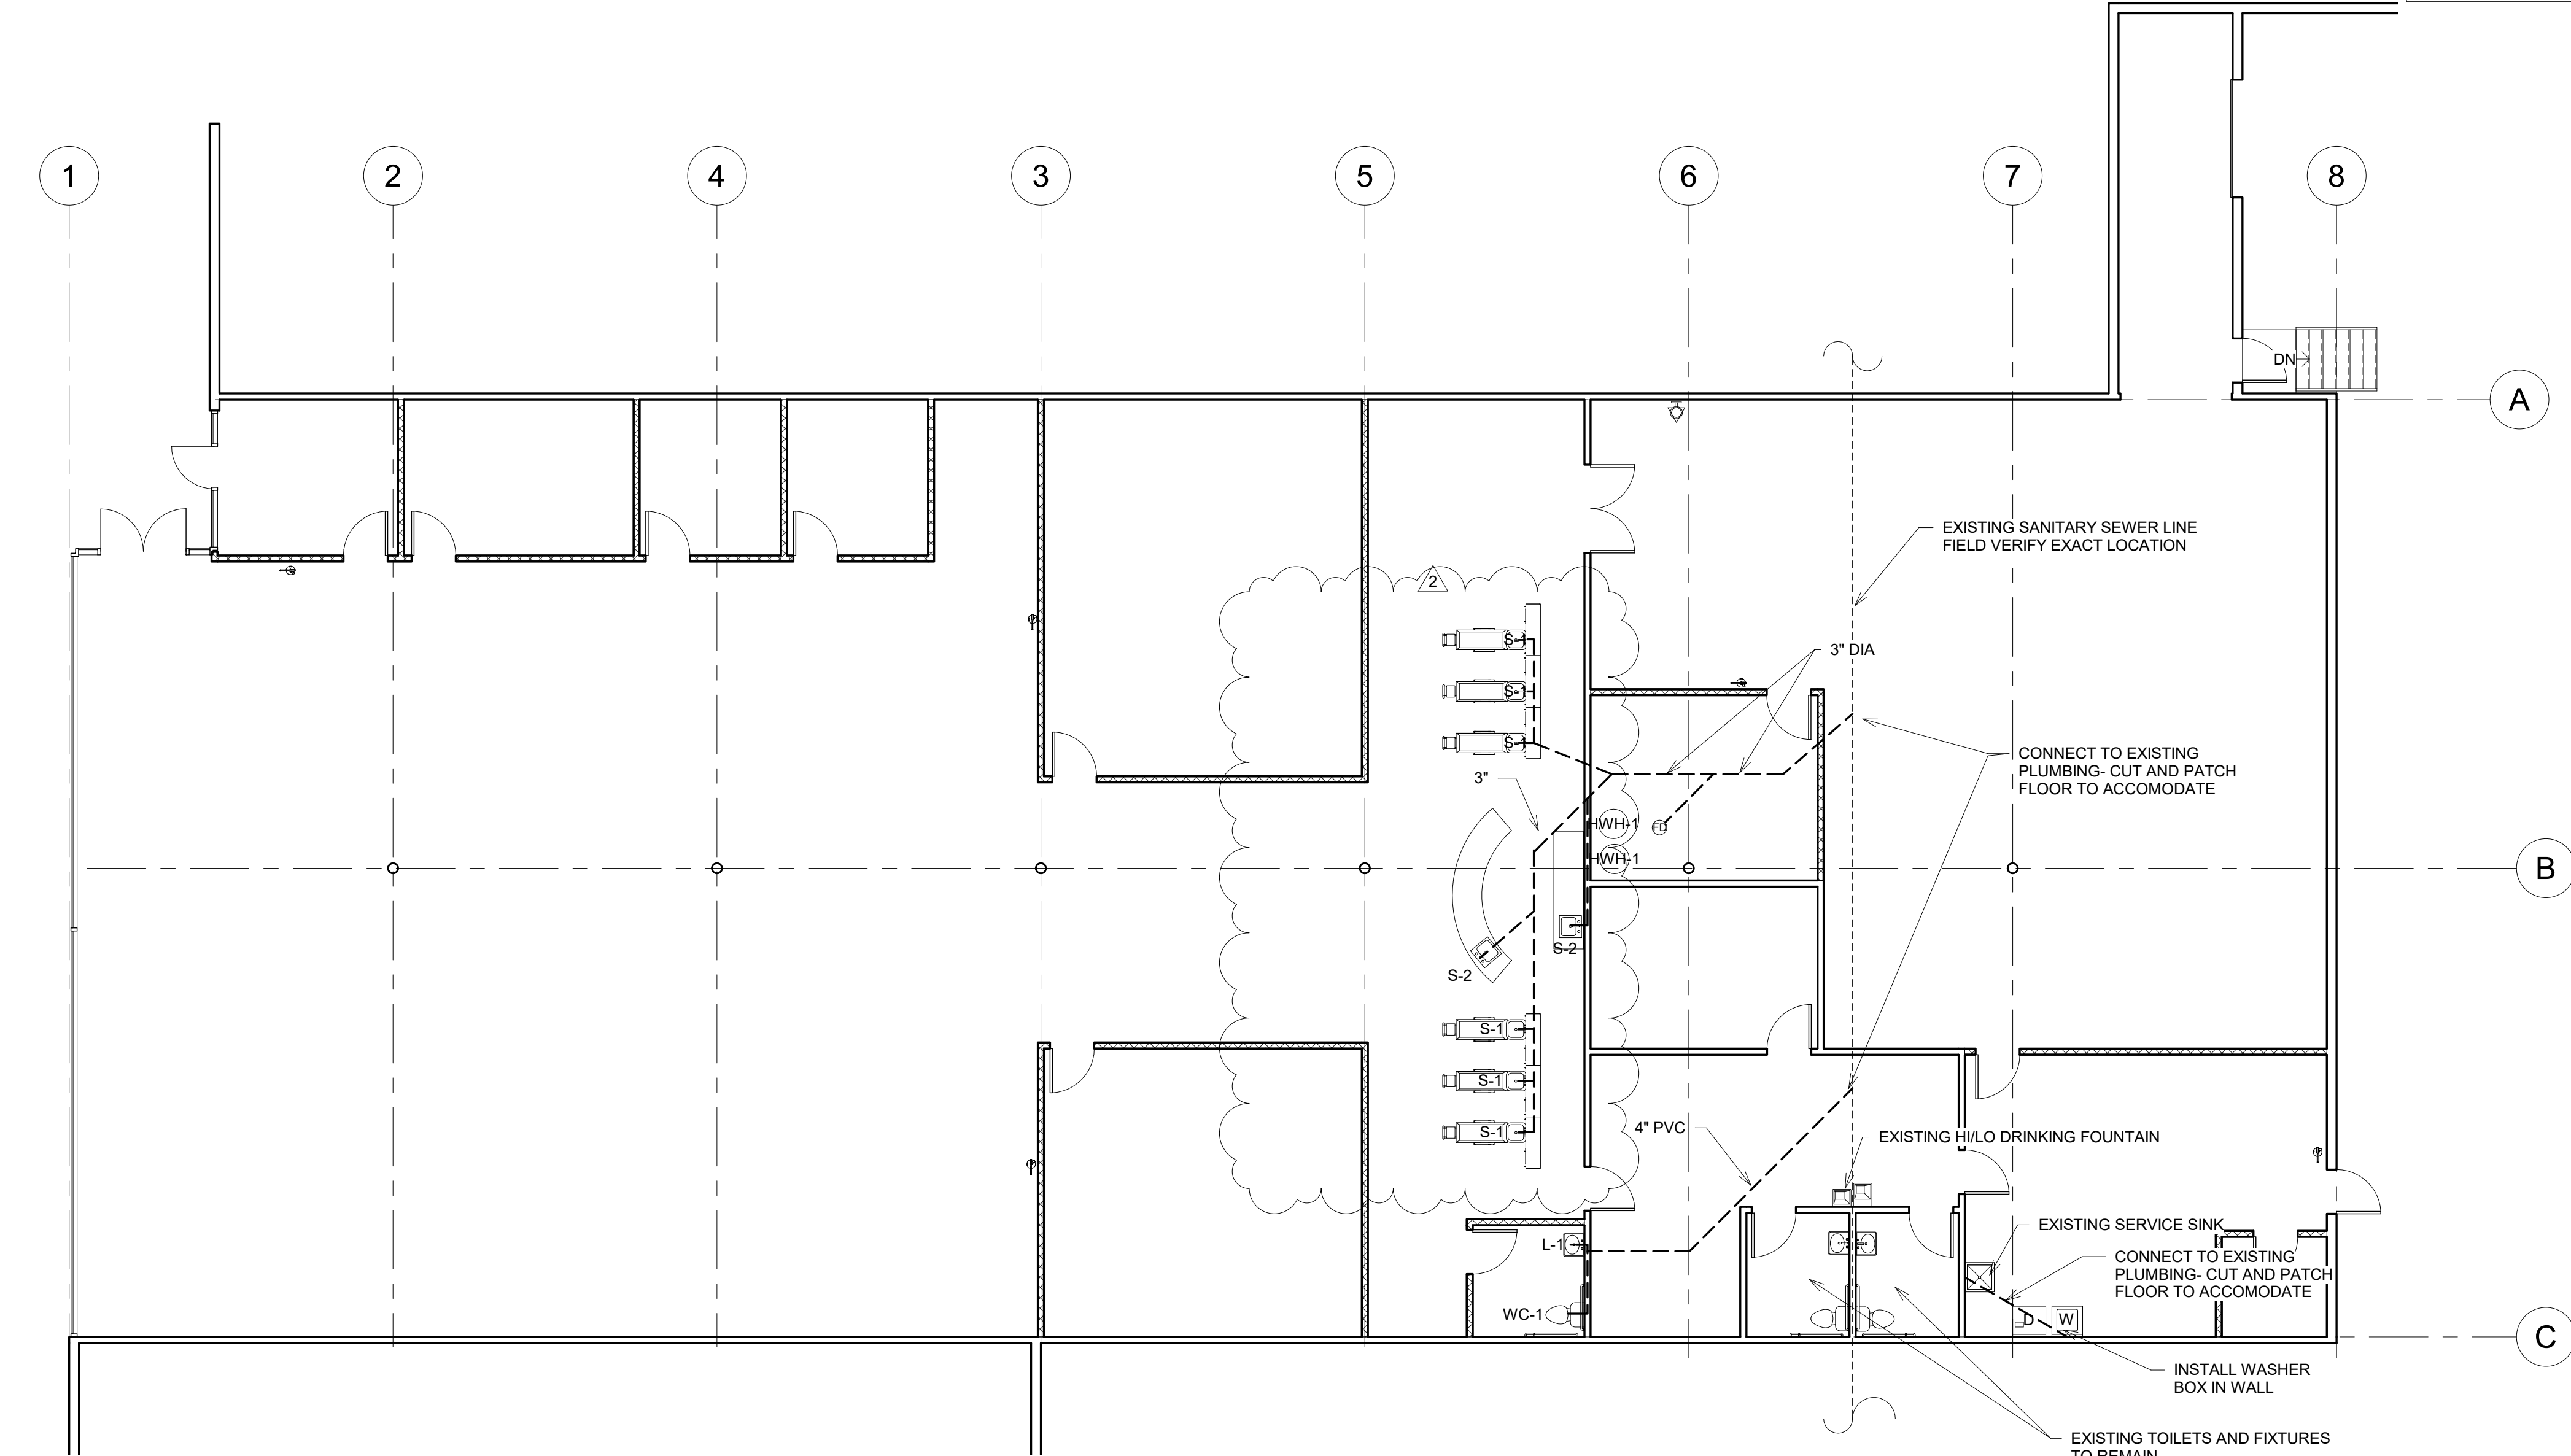 1
2
4
3
5
6
7
8
DN
A
EXISTING SANITARY SEWER LINE
FIELD VERIFY EXACT LOCATION
2
S-1
3" DIA
S-1
S-1
CONNECT TO EXISTING
PLUMBING- CUT AND PATCH
FLOOR TO ACCOMODATE
3"
HWH-1
FD
HWH-1
B
S-2
S-2
S-1
S-1
S-1
4" PVC
EXISTING HI/LO DRINKING FOUNTAIN
EXISTING SERVICE SINK
L-1
CONNECT TO EXISTING
PLUMBING- CUT AND PATCH
FLOOR TO ACCOMODATE
WC-1
D
W
C
INSTALL WASHER
BOX IN WALL
EXISTING TOILETS AND FIXTURES
TO REMAIN